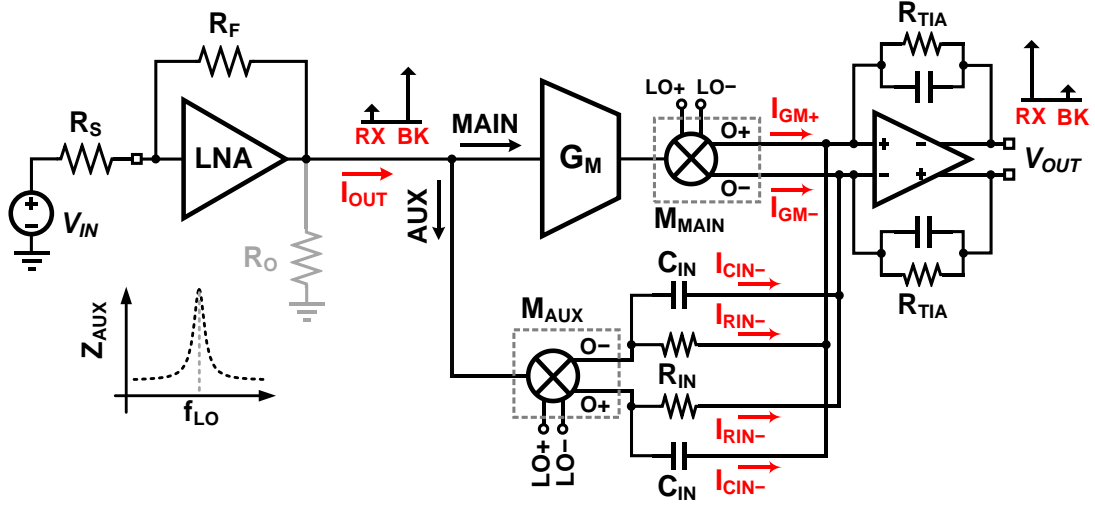 R_F
R_TIA
LO+ LO−
R_S
I_GM+
RX BK
MAIN
RX BK
LNA
G_M
O+
+ −
V_OUT
I_OUT
O−
− +
V_IN
+
−
AUX
M_MAIN
I_GM−
R_O
C_IN
I_CIN−
R_TIA
M_AUX
I_RIN−
Z_AUX
O−
R_IN
O+
f_LO
I_RIN−
LO+
LO−
C_IN
I_CIN−